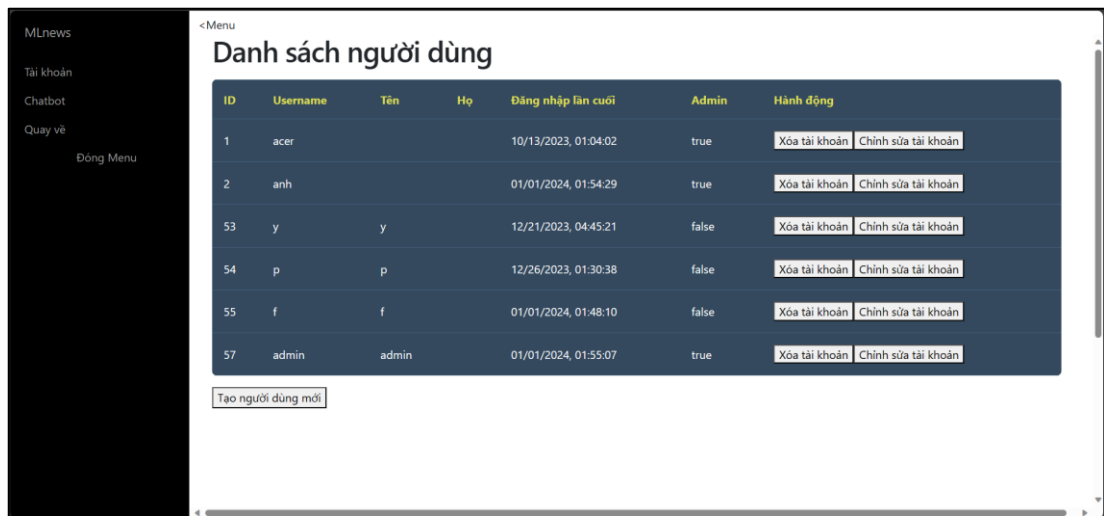 MLnews
Tài khoản
Chatbot
Quay về
Đóng Menu
<Menu
Danh sách người dùng
ID Username Tên Họ Đăng nhập lần cuối Admin Hành động
1 acer 10/13/2023, 01:04:02 true Xóa tài khoản Chỉnh sửa tài khoản
2 anh 01/01/2024, 01:54:29 true Xóa tài khoản Chỉnh sửa tài khoản
53 y y 12/21/2023, 04:45:21 false Xóa tài khoản Chỉnh sửa tài khoản
54 p p 12/26/2023, 01:30:38 false Xóa tài khoản Chỉnh sửa tài khoản
55 f f 01/01/2024, 01:48:10 false Xóa tài khoản Chỉnh sửa tài khoản
57 admin admin 01/01/2024, 01:55:07 true Xóa tài khoản Chỉnh sửa tài khoản
Tạo người dùng mới